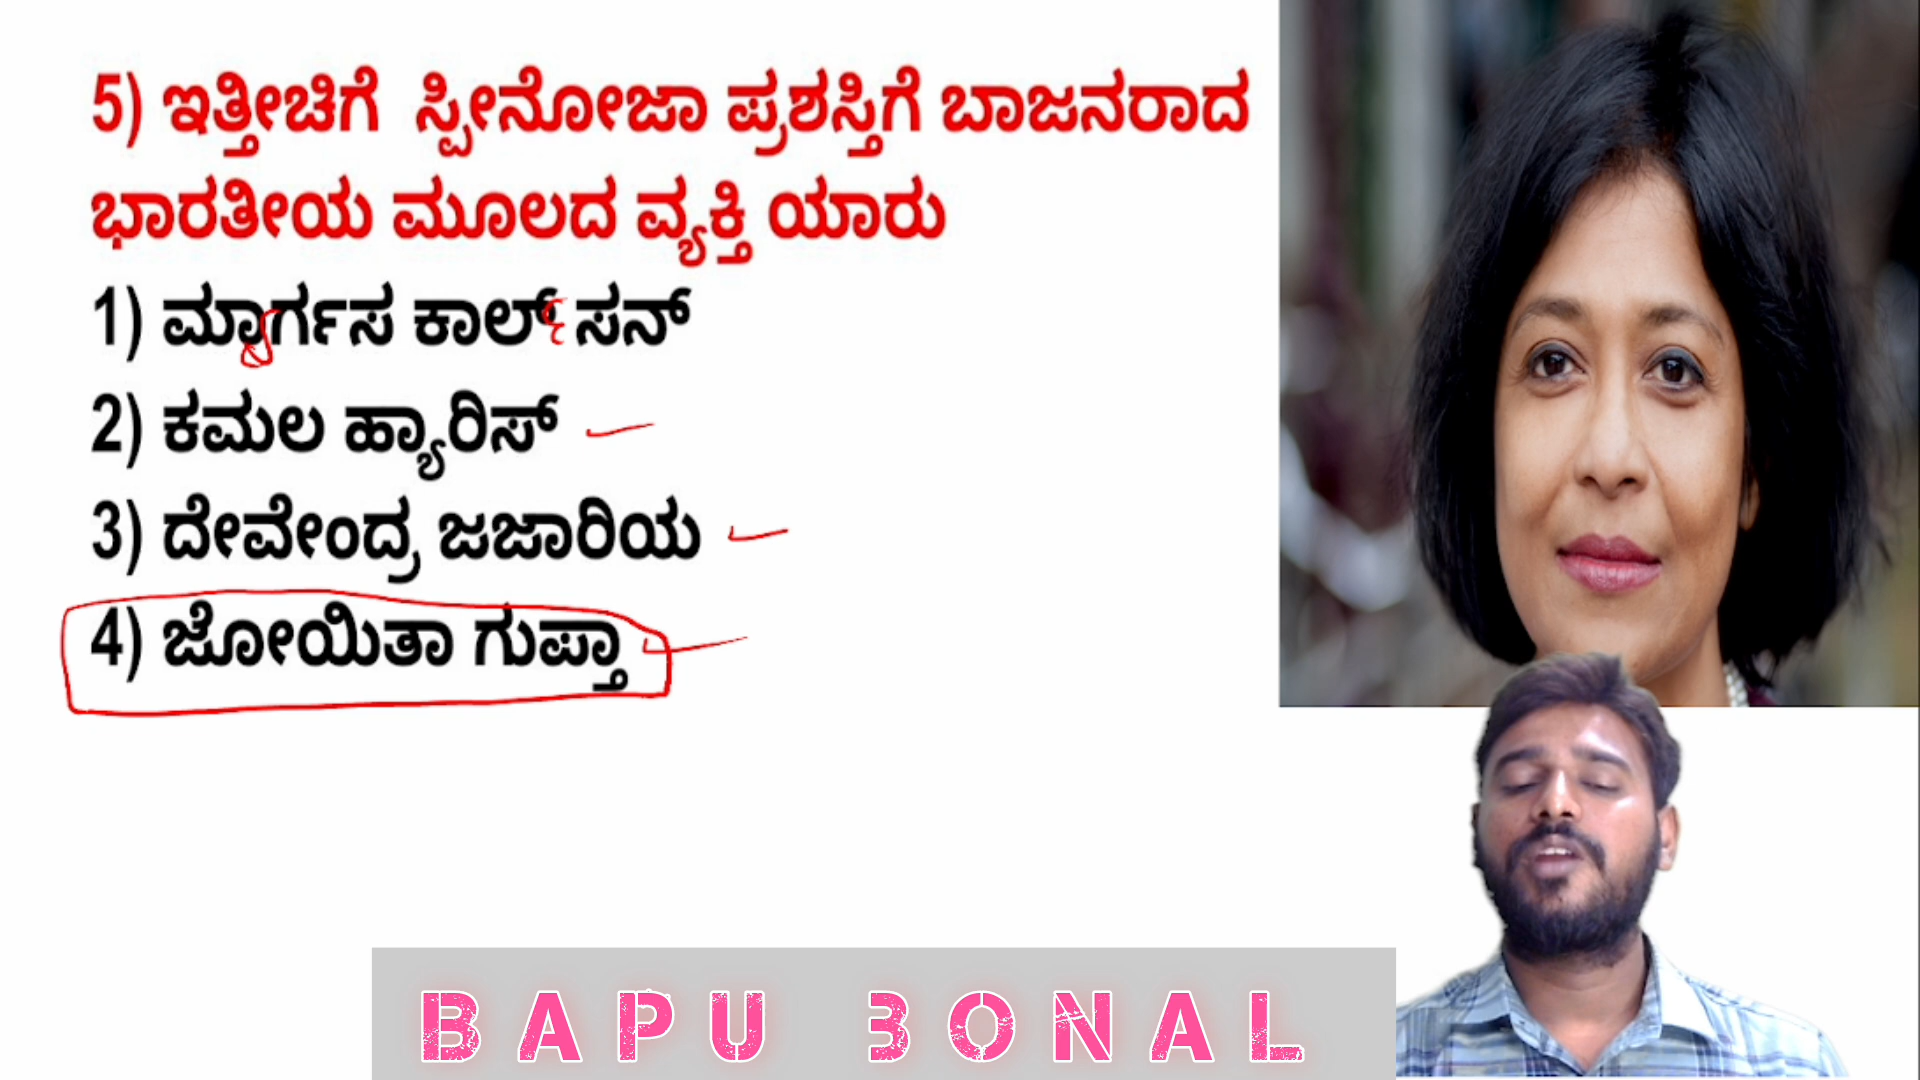 5) ಇತ್ತೀಚಿಗೆ ಸ್ಪೀನೋಜಾ ಪ್ರಶಸ್ತಿಗೆ ಬಾಜನರಾದ
ಭಾರತೀಯ ಮೂಲದ ವ್ಯಕ್ತಿ ಯಾರು
1) ಮಾರ್ಗಸ ಕಾಲ್ ಸನ್
2) ಕಮಲ ಹ್ಯಾರಿಸ್
3) ದೇವೇಂದ್ರ ಜಜಾರಿಯ
4) ಜೋಯಿತಾ ಗುಪ್ತಾ
BAPU BONAL